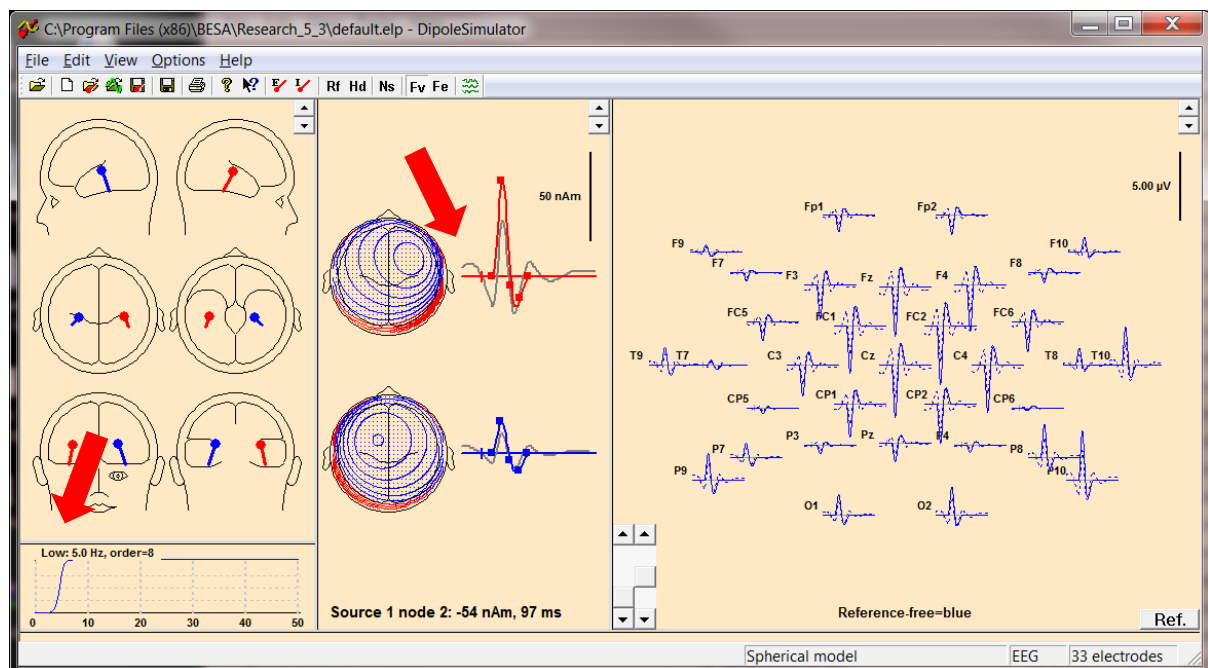 C:\Program Files (x86)\BESA\Research_5_3\default.elp - DipoleSimulator
File Edit View Options Help
E I Rf Hd Ns Fv Fe
50 nAm
5.00 µV
Fp1 Fp2
F9 F10
F7 F3 Fz F4 F8
FC5 FC1 FC2 FC6
T9 T7 C3 Cz C4 T8 T10
CP5 CP1 CP2 CP6
P7 P3 Pz P4 P8
P9 P10
O1 O2
Low: 5.0 Hz, order=8
0 10 20 30 40 50
Source 1 node 2: -54 nAm, 97 ms
Reference-free=blue
Ref.
Spherical model EEG 33 electrodes